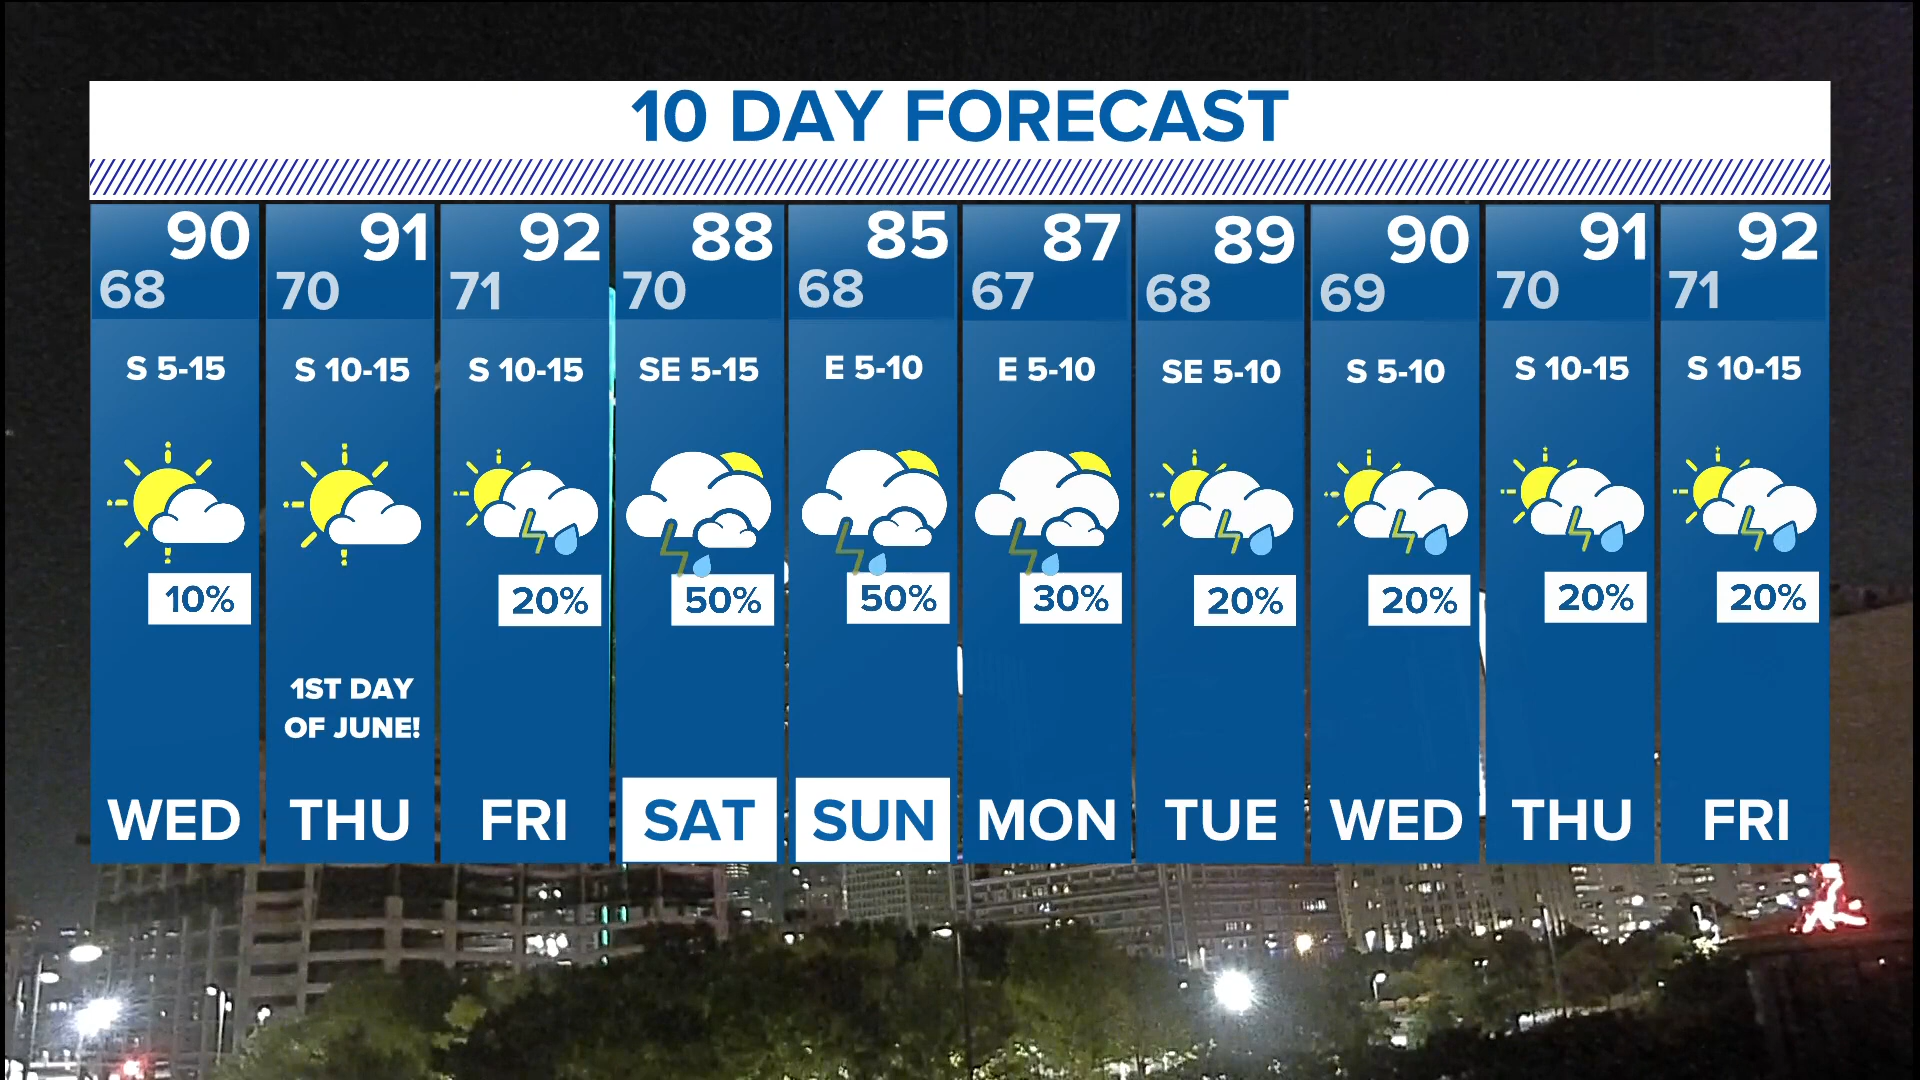 10 DAY FORECAST
90 91 92 88 85 87 89 90 91 92
68 70 71 70 68 67 68 69 70 71
S 5-15 S 10-15 S 10-15 SE 5-15 E 5-10 E 5-10 SE 5-10 S 5-10 S 10-15 S 10-15
10% 20% 50% 50% 30% 20% 20% 20% 20%
1ST DAY
OF JUNE!
WED THU FRI SAT SUN MON TUE WED THU FRI